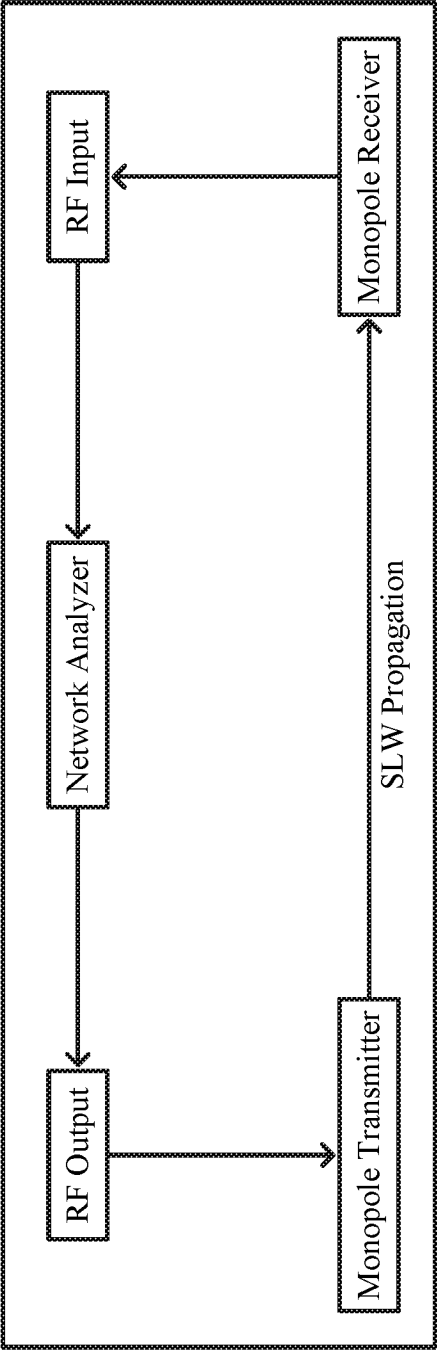 RF Output
Network Analyzer
RF Input
Monopole Transmitter
SLW Propagation
Monopole Receiver